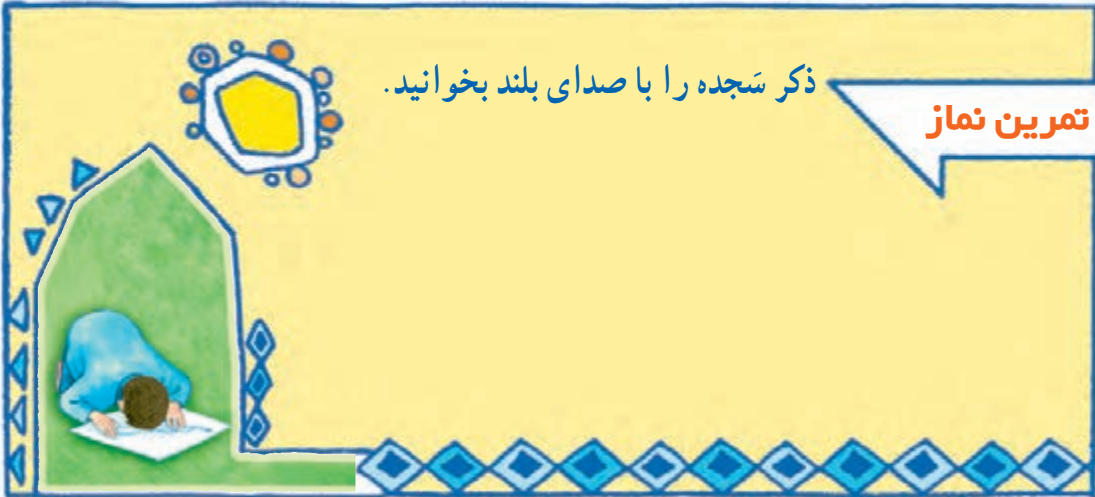 تمرین نماز
ذکر سَجده را با صدای بلند بخوانید.